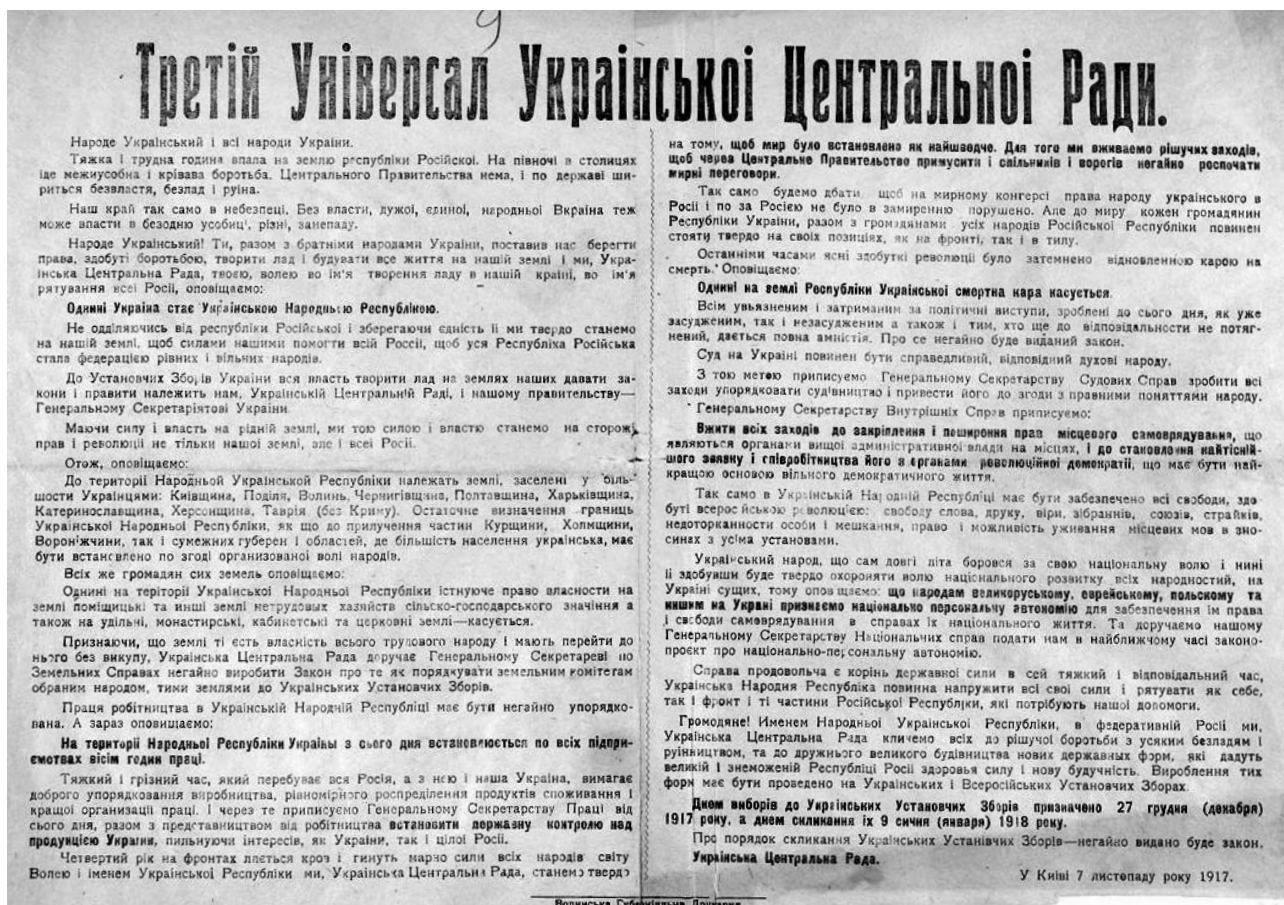 9
Третій Універсал Украінськоі Центральноі Ради.
Народе Український і всі народи України.
Тяжка і трудна година впала на землю республіки Російскоі. На півночі в столицях
іде межиусобна і крівава боротьба. Центрального Правительства нема, і по державі ши-
риться безвластя, безлад і руіна.
Наш край так само в небезпеці. Без власти, дужої, єдиної, народньої Вкраїна теж
може впасти в безодню усобиц, різні, занепаду.
Народе Український! Ти, разом з братніми народами України, поставив нас берегти
права, здобуті боротьбою, творити лад і будувати все життя на нашій землі і ми, Укра-
їнська Центральна Рада, твоєю, волею во ім'я творення ладу в нашій країні, во ім'я
рятування всеї Росії, оповіщаємо:
Однині Україна стає Українською Народньою Республікою.
Не одділяючись від республіки Російської і зберегаючи єдність її ми твердо станемо
на нашій землі, щоб силами нашими помогти всій Россії, щоб уся Республіка Російська
стала федерацією рівних і вільних народів.
До Установчих Зборів України вся власть творити лад на землях наших давати за-
кони і правити належить нам, Українській Центральній Раді, і нашому правительству—
Генеральному Секретаріятові України
Маючи силу і власть на рідній землі, ми тою силою і властю станемо на сторожі
прав і революції не тільки нашої землі, але і всеї Росії.
Отож, оповіщаємо:
До території Народньой Української Республіки належать землі, заселені у біль-
шости Українцями: Київщина, Поділя, Волинь, Чернигівщина, Полтавщина, Харьківщина,
Катеринославщина, Херсонщина, Таврія (без Криму). Остаточне визначення границь
Української Народньої Республіки, як що до прилучення частин Курщини, Холмщини,
Вороніжчини, так і сумежних губерен і областей, де більшість населення українська, має
бути встановлено по згоді организованоі волі народів.
Всіх же громадян сих земель оповіщаємо:
Однині на теріторії Української Народньої Республіки істнуюче право власности на
землі поміщицькі та инші землі нетрудових хазяйств сільско-господарського значіння а
також на удільні, монастирські, кабинетські та церковні землі—касується.
Признаючи, що землі ті єсть власність всього трудового народу і мають перейти до
нього без викупу, Українська Центральна Рада доручає Генеральному Секретареві по
Земельних Справах негайно виробити Закон про те як порядкувати земельним комітетам
обраним народом, тими землями до Українських Установчих Зборів.
Праця робітництва в Українській Народній Республіці має бути негайно упорядко-
вана. А зараз оповищаємо:
На території Народньої Республіки Украіны з сього дня встановлюється по всіх підпри-
ємствах вісім годин праці.
Тяжкий і грізний час, який перебуває вся Росія, а з нею і наша Україна, вимагає
доброго упорядковання виробництва, рівномірного роспреділення продуктів споживання і
кращої организації праці. І через те приписуємо Генеральному Секретарству Праці від
сього дня, разом з представництвом від робітництва встановити державну контролю над
продукцією України, пильнуючи інтересів, як України, так і цілої Росії.
Четвертий рік на фронтах ллється кроз і гинуть марно сили всіх народів світу
Волею і іменем Української Республіки ми, Українська Центральна Рада, станемо твердо
на тому, щоб мир було встановлено як найшвидче. Для того ми вживаємо рішучих заходів,
щоб через Центральне Правительство примусити і спільників і ворогів негайно роспочати
мирні переговори.
Так само будемо дбати щоб на мирному конгерсі права народу українського в
Росії і по за Росією не було в замиренню порушено. Але до миру кожен громадянин
Республіки України, разом з громадянами усіх народів Російської Республіки повинен
стояти твердо на своїх позициях, як на фронті, так і в тилу.
Останніми часами ясні здобуткі революції було затемнено відновленною карою на
смерть. Оповіщаємо:
Однині на землі Республіки Української смертна кара касується.
Всім увьязненим і затриманим за політичні виступи, зроблені до сього дня, як уже
засудженим, так і незасудженим а також і тим, хто ще до відповідальности не потяг-
нений, дається повна амністія. Про се негайно буде виданий закон.
Суд на Україні повинен бути справедливий, відповідний духові народу.
З тою метою приписуємо Генеральному Секретарству Судових Справ зробити всі
заходи упорядковати судівництво і привести його до згоди з правними поняттями народу.
Генеральному Секретарству Внутрішніх Справ приписуємо:
Вжити всіх заходів до закріплення і поширення прав місцевого самоврядування, що
являються органами вищої адміністративної влади на місцях, і до становлення найтісній-
шого звязку і співробітництва його з органами революційної демократії, що має бути най-
кращою основою вільного демократичного життя.
Так само в Українській Народній Республіці має бути забезпечено всі свободи, здо
буті всеросійською революцією: свободу слова, друку, віри, зібраннів, союзів, страйків,
недоторканности особи і мешкання, право і можливість уживання місцевих мов в зно-
синах з усіма установами.
Український народ, що сам довгі літа боровся за свою національну волю і нині
її здобувши буде твердо охороняти волю національного розвитку всіх народностий, на
Україні сущих, тому оповіщаємо: що народам великоруському, еврейському, польскому та
иншим на Україні признаємо національно персональну автономію для забезпечення їм права
і свободи самоврядування в справах їх національного життя. Та доручаємо нашому
Генеральному Секретарству Національних справ подати нам в найближчому часі законо-
проєкт про національно-персональну автономію.
Справа продовольча є корінь державної сили в сей тяжкий і відповідальний час,
Українська Народня Республіка повинна напружити всі свої сили і рятувати як себе,
так і фронт і ті частини Російської Республіки, які потрібують нашої допомоги.
Громодяне! Именем Народньої Української Республіки, в федеративній Росії ми,
Українська Центральна Рада кличемо всіх до рішучої боротьби з усяким безладям і
руїнництвом, та до дружнього великого будівництва нових державных форм, які дадуть
великій і знеможеній Республіці Росії здоровья силу і нову будучність. Вироблення тих
форм має бути проведено на Українських і Всеросійських Установчих Зборах.
Днем виборів до Українських Установчих Зборів призначено 27 грудня (декабря)
1917 року, а днем скликання їх 9 січня (января) 1918 року.
Про порядок скликання Українських Устанівчих Зборів—негайно видано буде закон.
Українська Центральна Рада.
У Киіві 7 листопаду року 1917.
Волинська Губерніяльна Друкарня